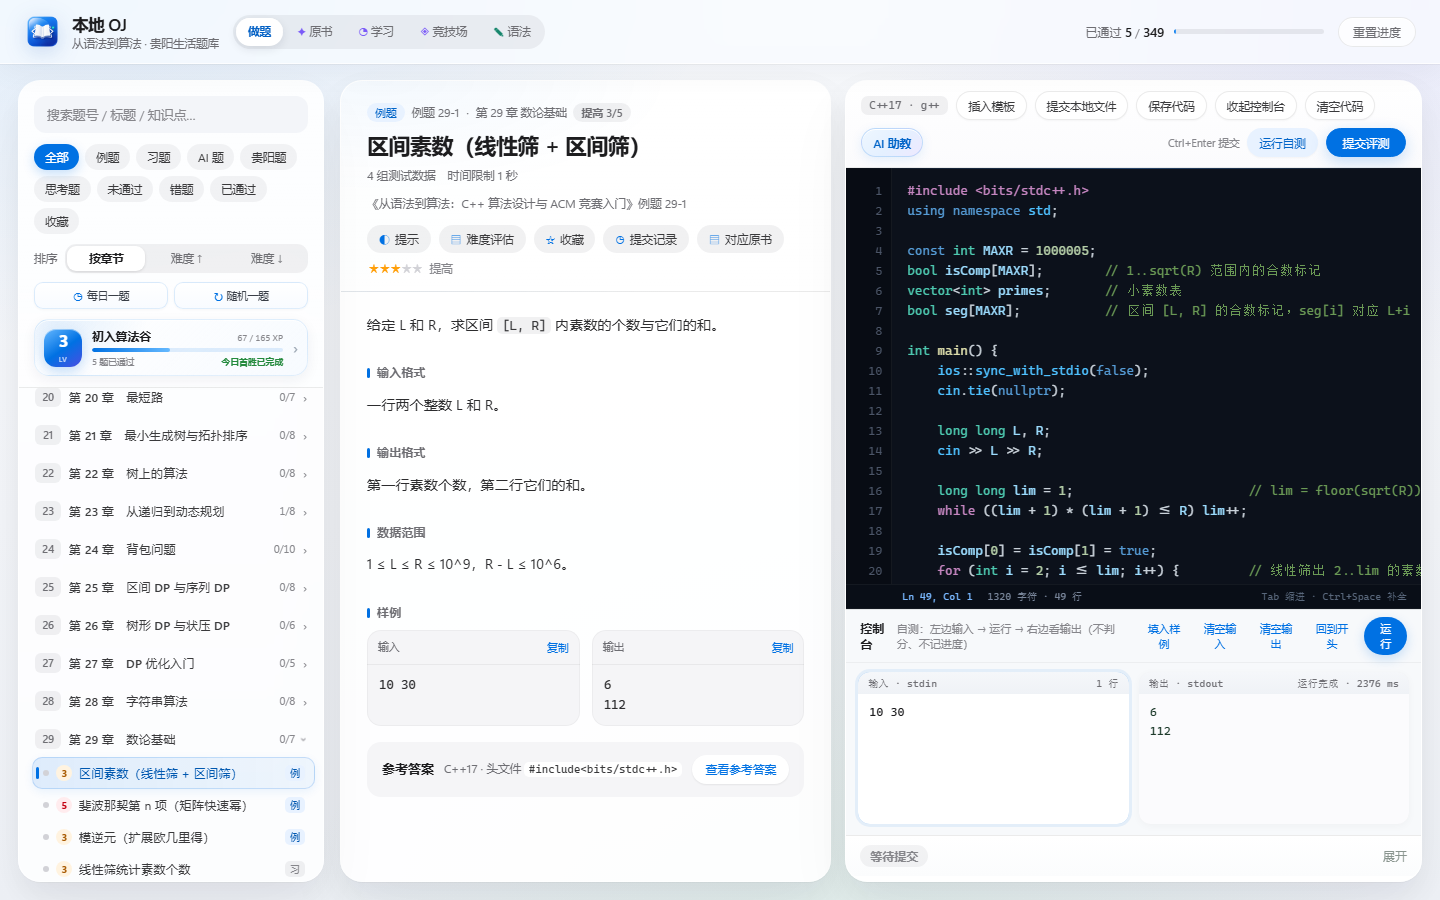 本地 OJ
从语法到算法 · 贵阳生活题库
做题
原书
学习
竞技场
语法
已通过 5 / 349
重置进度
搜索题号 / 标题 / 知识点...
全部
例题
习题
AI 题
贵阳题
思考题
未通过
错题
已通过
收藏
排序
按章节
难度 ↑
难度 ↓
每日一题
随机一题
3
LV
初入算法谷
67 / 165 XP
5 题已通过
今日首胜已完成
20 第 20 章 最短路 0/7
21 第 21 章 最小生成树与拓扑排序 0/8
22 第 22 章 树上的算法 0/8
23 第 23 章 从递归到动态规划 1/8
24 第 24 章 背包问题 0/10
25 第 25 章 区间 DP 与序列 DP 0/8
26 第 26 章 树形 DP 与状压 DP 0/6
27 第 27 章 DP 优化入门 0/5
28 第 28 章 字符串算法 0/8
29 第 29 章 数论基础 0/7
3 区间素数（线性筛 + 区间筛） 例
5 斐波那契第 n 项（矩阵快速幂） 例
3 模逆元（扩展欧几里得） 例
3 线性筛统计素数个数 习
例题 例题 29-1 · 第 29 章 数论基础 提高 3/5
区间素数（线性筛 + 区间筛）
4 组测试数据 时间限制 1 秒
《从语法到算法：C++ 算法设计与 ACM 竞赛入门》例题 29-1
提示
难度评估
收藏
提交记录
对应原书
★★★★★ 提高
给定 L 和 R，求区间 [L, R] 内素数的个数与它们的和。
输入格式
一行两个整数 L 和 R。
输出格式
第一行素数个数，第二行它们的和。
数据范围
1 ≤ L ≤ R ≤ 10^9，R - L ≤ 10^6。
样例
输入 复制
10 30
输出 复制
6
112
参考答案 C++17 · 头文件 #include<bits/stdc++.h> 查看参考答案
C++17 · g++
插入模板
提交本地文件
保存代码
收起控制台
清空代码
AI 助教
Ctrl+Enter 提交
运行自测
提交评测
1 #include <bits/stdc++.h>
2 using namespace std;
3
4 const int MAXR = 1000005;
5 bool isComp[MAXR]; // 1..sqrt(R) 范围内的合数标记
6 vector<int> primes; // 小素数表
7 bool seg[MAXR]; // 区间 [L, R] 的合数标记，seg[i] 对应 L+i
8
9 int main() {
10 ios::sync_with_stdio(false);
11 cin.tie(nullptr);
12
13 long long L, R;
14 cin >> L >> R;
15
16 long long lim = 1; // lim = floor(sqrt(R))
17 while ((lim + 1) * (lim + 1) <= R) lim++;
18
19 isComp[0] = isComp[1] = true;
20 for (int i = 2; i <= lim; i++) { // 线性筛出 2..lim 的素数
Ln 49, Col 1 1320 字符 · 49 行
Tab 缩进 · Ctrl+Space 补全
控制台
自测：左边输入 → 运行 → 右边看输出（不判分、不记进度）
填入样例
清空输入
清空输出
回到开头
运行
输入 · stdin 1 行
10 30
输出 · stdout 运行完成 · 2376 ms
6
112
等待提交
展开